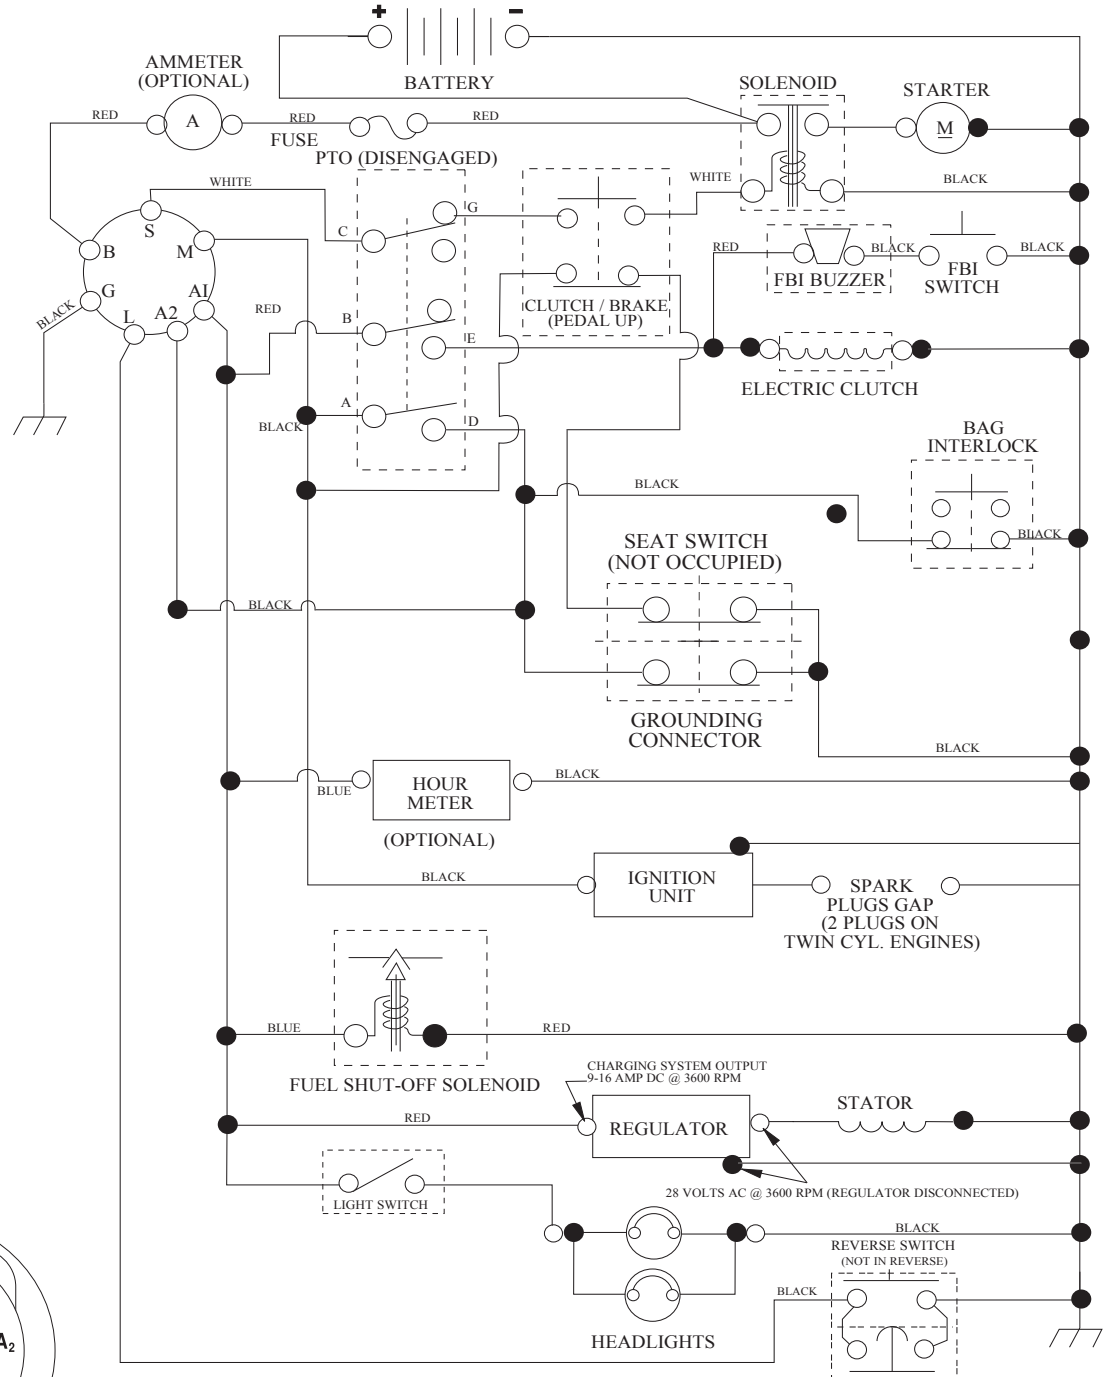 + −
AMMETER
(OPTIONAL)
BATTERY
SOLENOID
STARTER
RED
A
RED
FUSE
RED
M
PTO (DISENGAGED)
WHITE
WHITE
BLACK
S
G
C
B
M
RED
BLACK
BLACK
FBI BUZZER
FBI
SWITCH
G
AI
L
A2
BLACK
RED
B
CLUTCH / BRAKE
(PEDAL UP)
E
ELECTRIC CLUTCH
A
BLACK
D
BAG
INTERLOCK
BLACK
BLACK
SEAT SWITCH
(NOT OCCUPIED)
BLACK
GROUNDING
CONNECTOR
BLACK
BLUE
HOUR
METER
BLACK
(OPTIONAL)
BLACK
IGNITION
UNIT
SPARK
PLUGS GAP
(2 PLUGS ON
TWIN CYL. ENGINES)
BLUE
RED
FUEL SHUT-OFF SOLENOID
CHARGING SYSTEM OUTPUT
9-16 AMP DC @ 3600 RPM
RED
REGULATOR
STATOR
28 VOLTS AC @ 3600 RPM (REGULATOR DISCONNECTED)
LIGHT SWITCH
BLACK
REVERSE SWITCH
(NOT IN REVERSE)
BLACK
HEADLIGHTS
A2